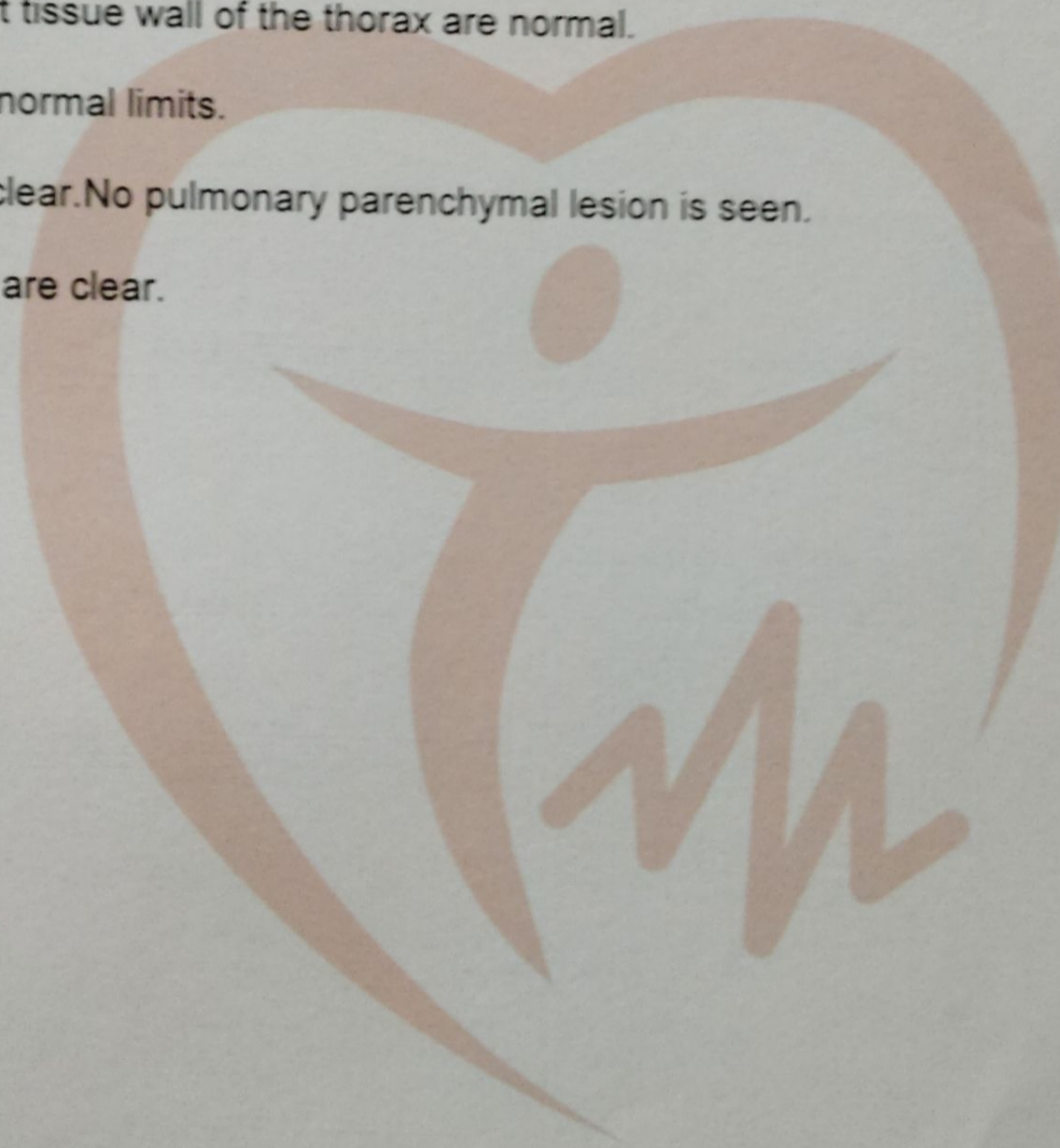 t tissue wall of the thorax are normal.
normal limits.
clear.No pulmonary parenchymal lesion is seen.
are clear.